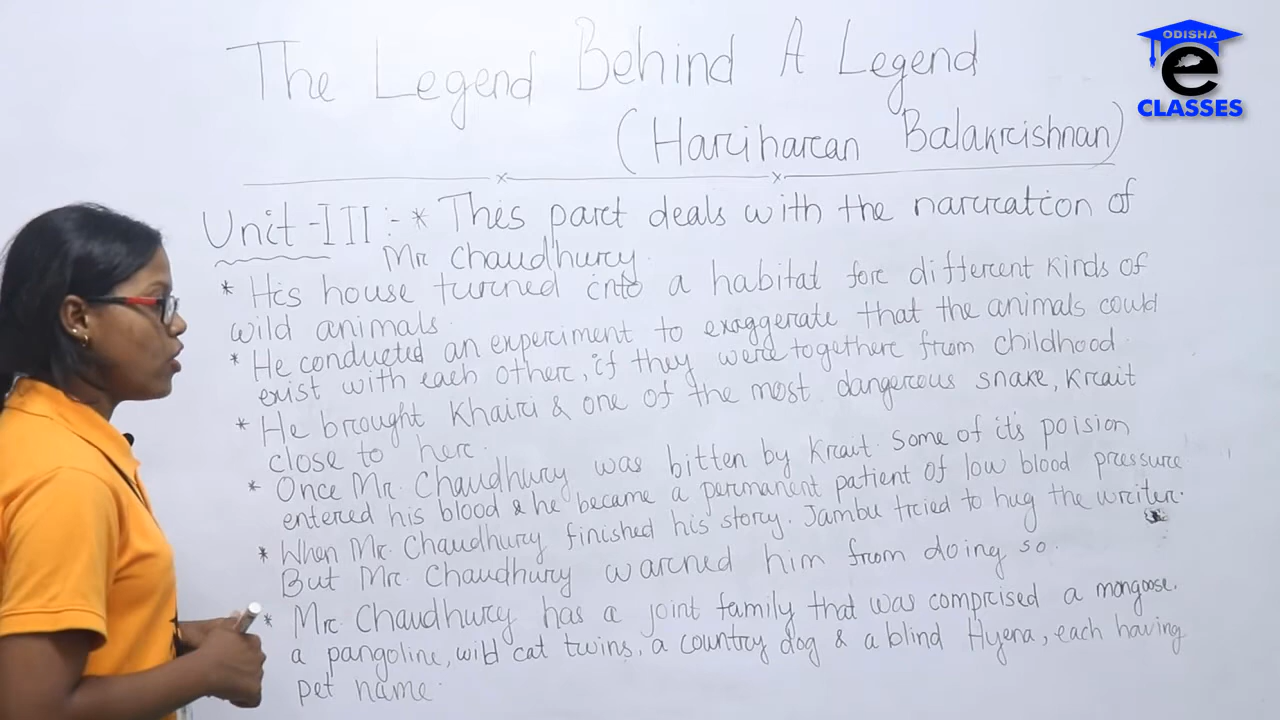 The Legend Behind A Legend
(Hariharan Balakrishnan)
ODISHA
e
CLASSES
Unit-III :- * This part deals with the narration of
Mr Chaudhury.
* His house turned into a habitat for different kinds of
wild animals.
* He conducted an experiment to exaggerate that the animals could
exist with each other, if they were together from childhood.
* He brought Khairi & one of the most dangerous snake, Krait
close to her.
* Once Mr. Chaudhury was bitten by Krait. Some of it's poision
entered his blood & he became a permanent patient of low blood pressure.
* When Mr. Chaudhury finished his story. Jambu tried to hug the writer.
But Mr. Chaudhury warned him from doing so.
* Mr. Chaudhury has a joint family that was comprised a mongoose.
a pangoline, wild cat twins, a country dog & a blind Hyena, each having
pet name.